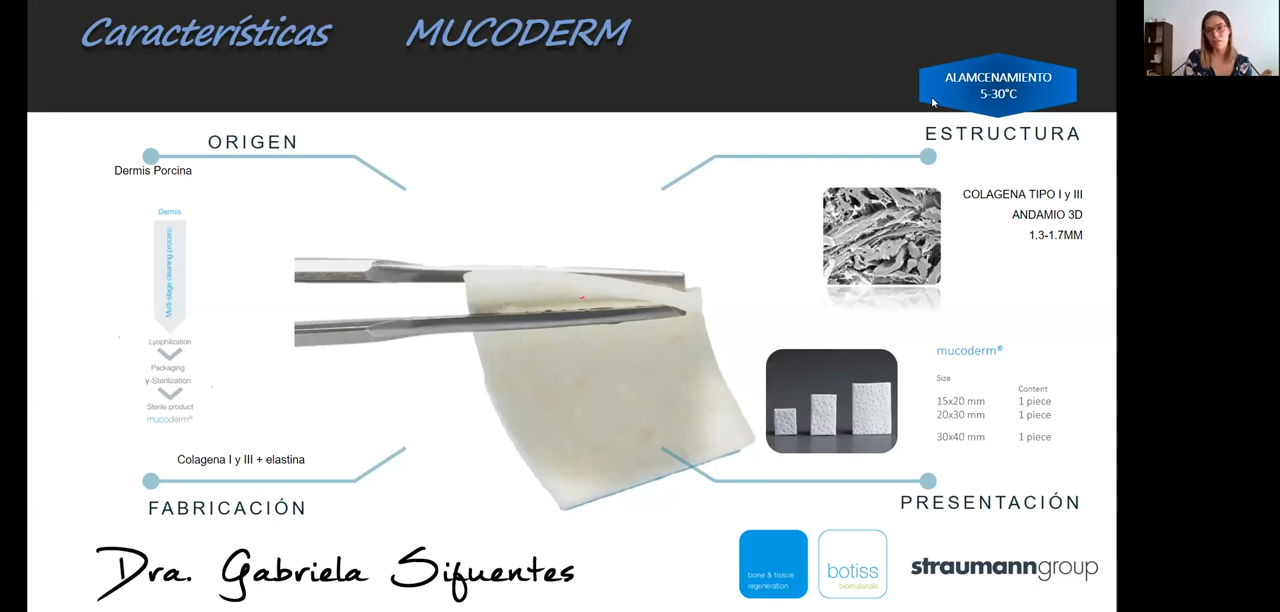 Características MUCODERM
ALAMCENAMIENTO
5-30°C
ORIGEN
Dermis Porcina
Dermis
Multi-stage cleaning process
Lyophilization
Packaging
γ-Sterilization
Sterile product
mucoderm®
Colagena I y III + elastina
FABRICACIÓN
ESTRUCTURA
COLAGENA TIPO I y III
ANDAMIO 3D
1.3-1.7MM
mucoderm®
Size Content
15x20 mm 1 piece
20x30 mm 1 piece
30x40 mm 1 piece
PRESENTACIÓN
Dra. Gabriela Sifuentes
bone & tissue
regeneration
botiss
biomaterials
straumanngroup